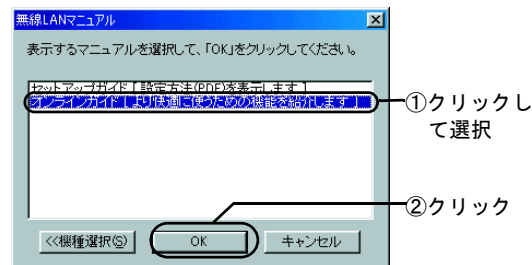 無線LANマニュアル
表示するマニュアルを選択して、「OK」をクリックしてください。
セットアップガイド [ 設定方法(PDF)を表示します ]
オンラインガイド [ より快適に使うための機能を紹介します ]
①クリックし
て選択
②クリック
<<機種選択(S)
OK
キャンセル